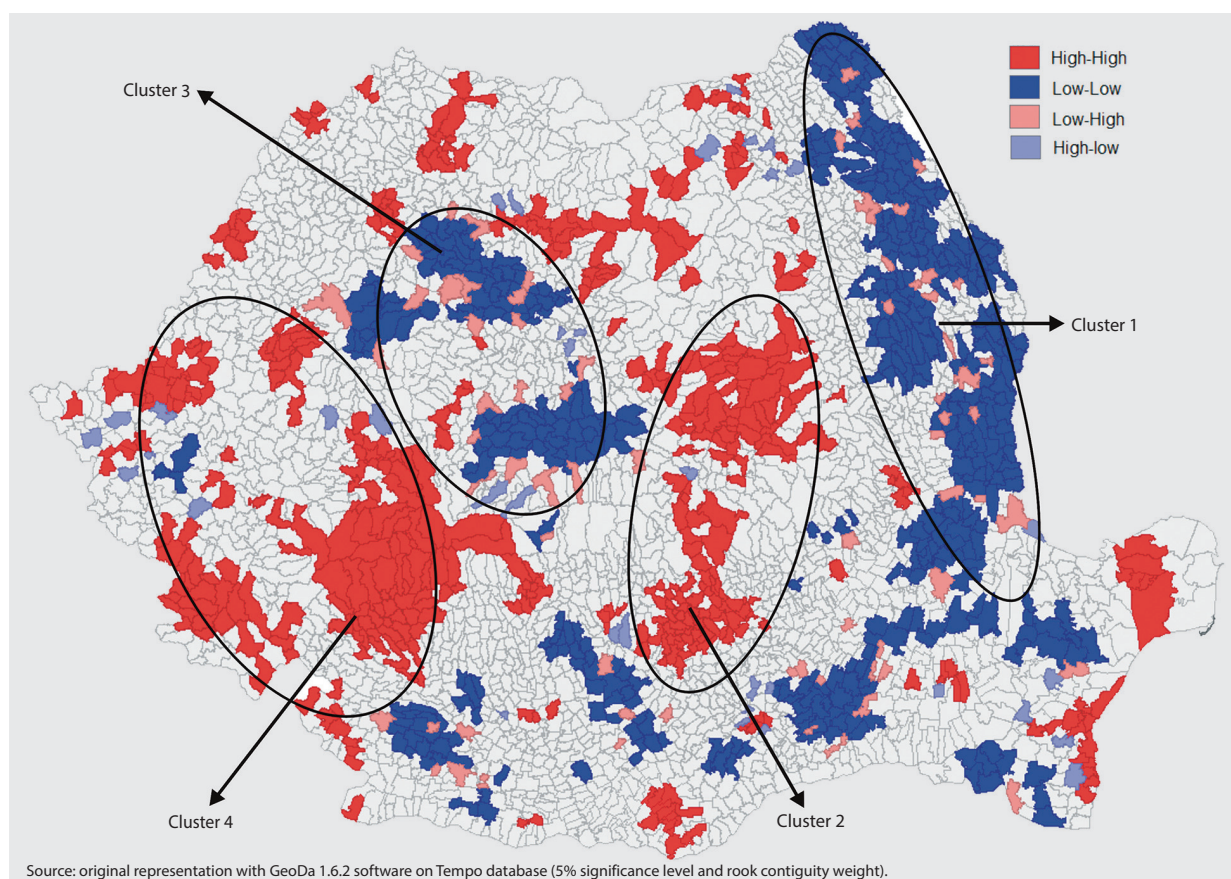 High-High
Low-Low
Low-High
High-low
Cluster 3
Cluster 1
Cluster 4
Cluster 2
Source: original representation with GeoDa 1.6.2 software on Tempo database (5% significance level and rook contiguity weight).